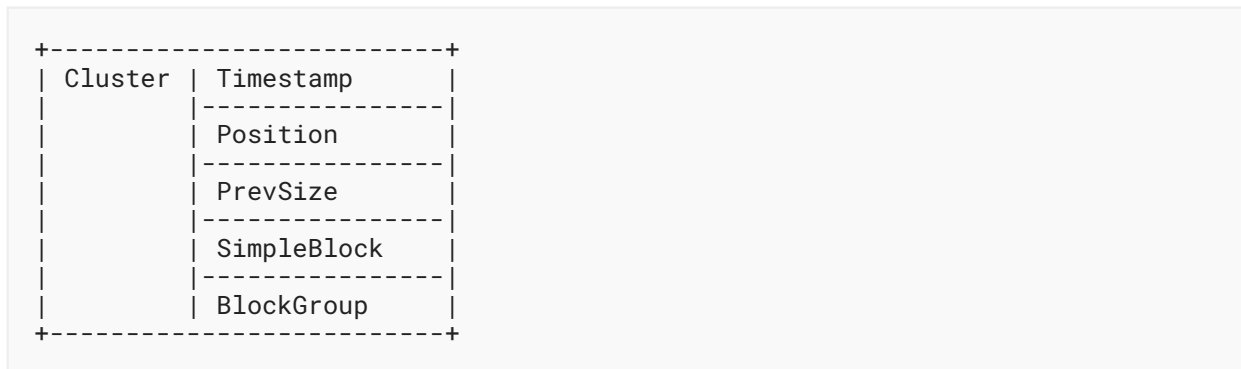 +--------------------------+
| Cluster | Timestamp      |
|         |----------------|
|         | Position       |
|         |----------------|
|         | PrevSize       |
|         |----------------|
|         | SimpleBlock    |
|         |----------------|
|         | BlockGroup     |
+--------------------------+